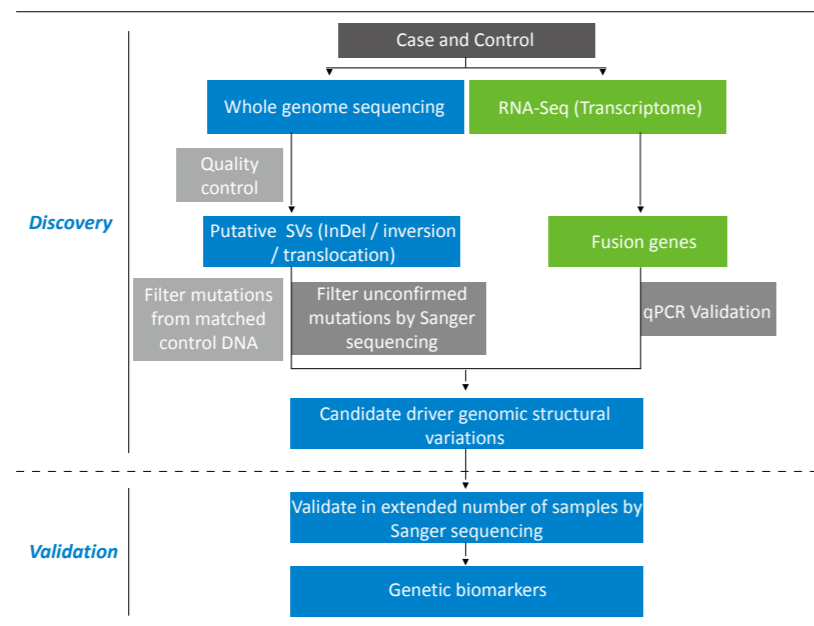 Case and Control
Whole genome sequencing
RNA-Seq (Transcriptome)
Quality
control
Discovery
Putative SVs (InDel / inversion
/ translocation)
Fusion genes
Filter mutations
from matched
control DNA
Filter unconfirmed
mutations by Sanger
sequencing
qPCR Validation
Candidate driver genomic structural
variations
Validate in extended number of samples by
Sanger sequencing
Validation
Genetic biomarkers